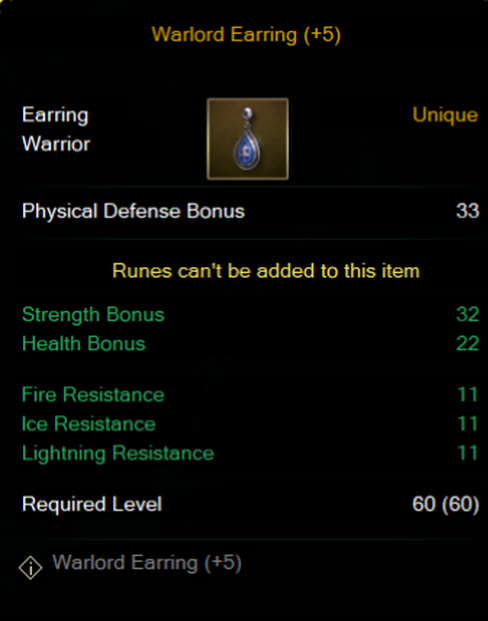 Warlord Earring (+5)
Earring Unique
Warrior
Physical Defense Bonus 33
Runes can't be added to this item
Strength Bonus 32
Health Bonus 22
Fire Resistance 11
Ice Resistance 11
Lightning Resistance 11
Required Level 60 (60)
Warlord Earring (+5)